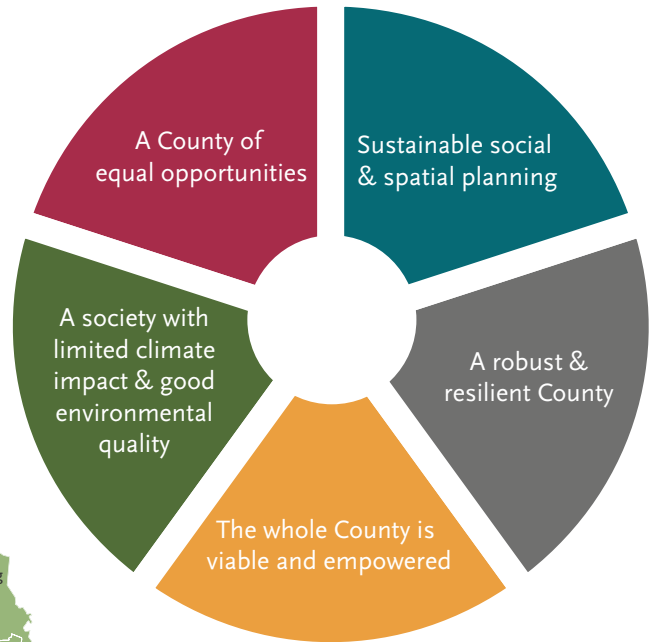 A County of
equal opportunities
Sustainable social
& spatial planning
A robust &
resilient County
The whole County is
viable and empowered
A society with
limited climate
impact & good
environmental
quality